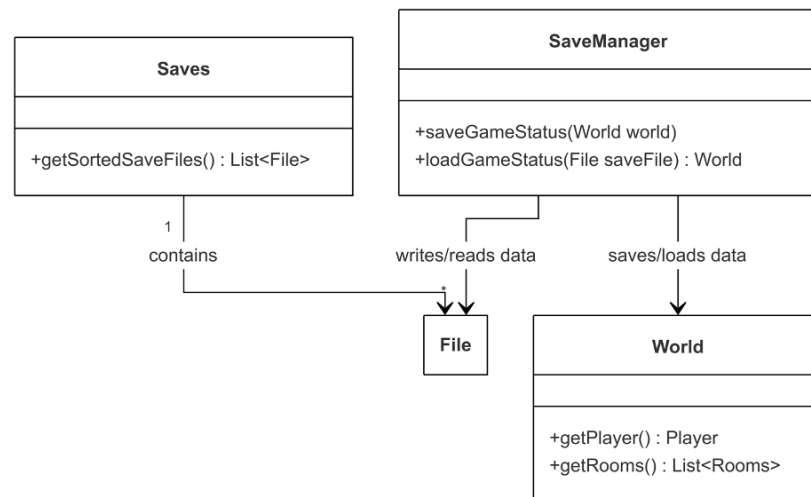 Saves
+getSortedSaveFiles() : List<File>
SaveManager
+saveGameStatus(World world)
+loadGameStatus(File saveFile) : World
1
contains
writes/reads data
saves/loads data
*
File
World
+getPlayer() : Player
+getRooms() : List<Rooms>